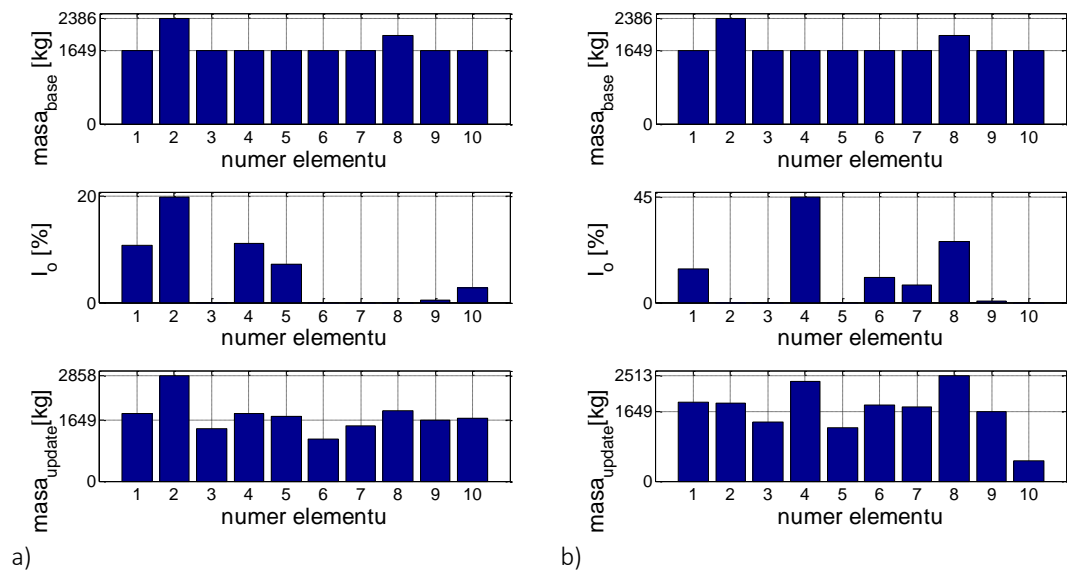 2386
1649
0
masa_base [kg]
1 2 3 4 5 6 7 8 9 10
numer elementu
20
0
I_o [%]
1 2 3 4 5 6 7 8 9 10
numer elementu
2858
1649
0
masa_update [kg]
1 2 3 4 5 6 7 8 9 10
numer elementu
a)
2386
1649
0
masa_base [kg]
1 2 3 4 5 6 7 8 9 10
numer elementu
45
0
I_o [%]
1 2 3 4 5 6 7 8 9 10
numer elementu
2513
1649
0
masa_update [kg]
1 2 3 4 5 6 7 8 9 10
numer elementu
b)